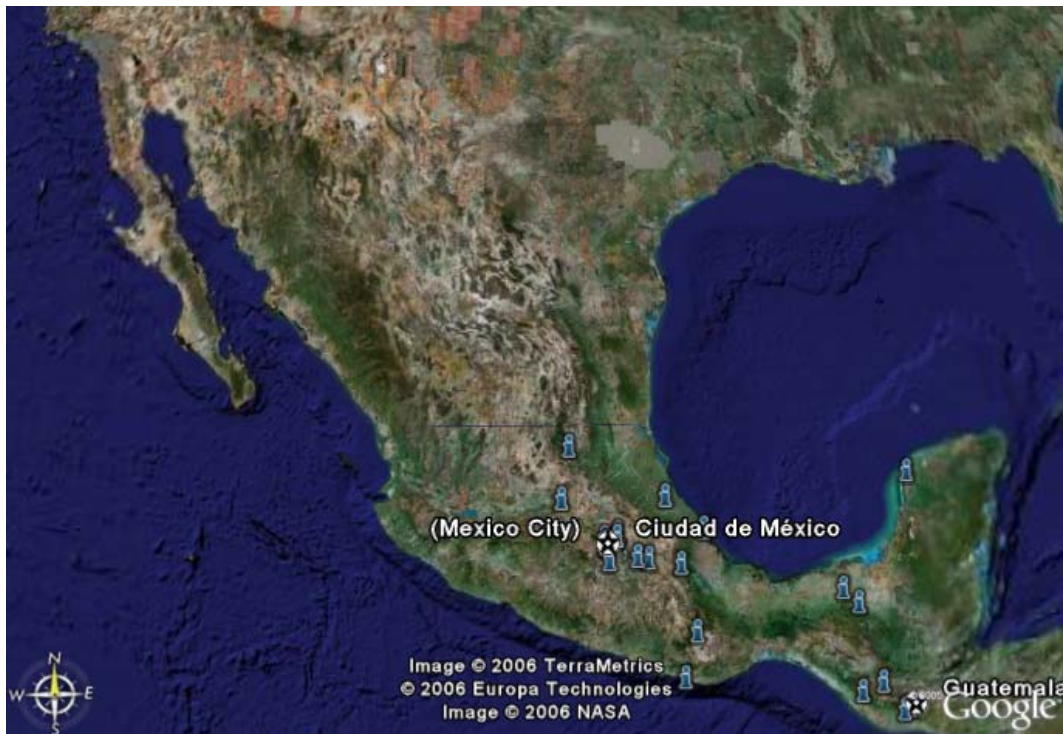 (Mexico City) Ciudad de México
Image © 2006 TerraMetrics
© 2006 Europa Technologies
Image © 2006 NASA
N
W E
S
Guatemala
Google